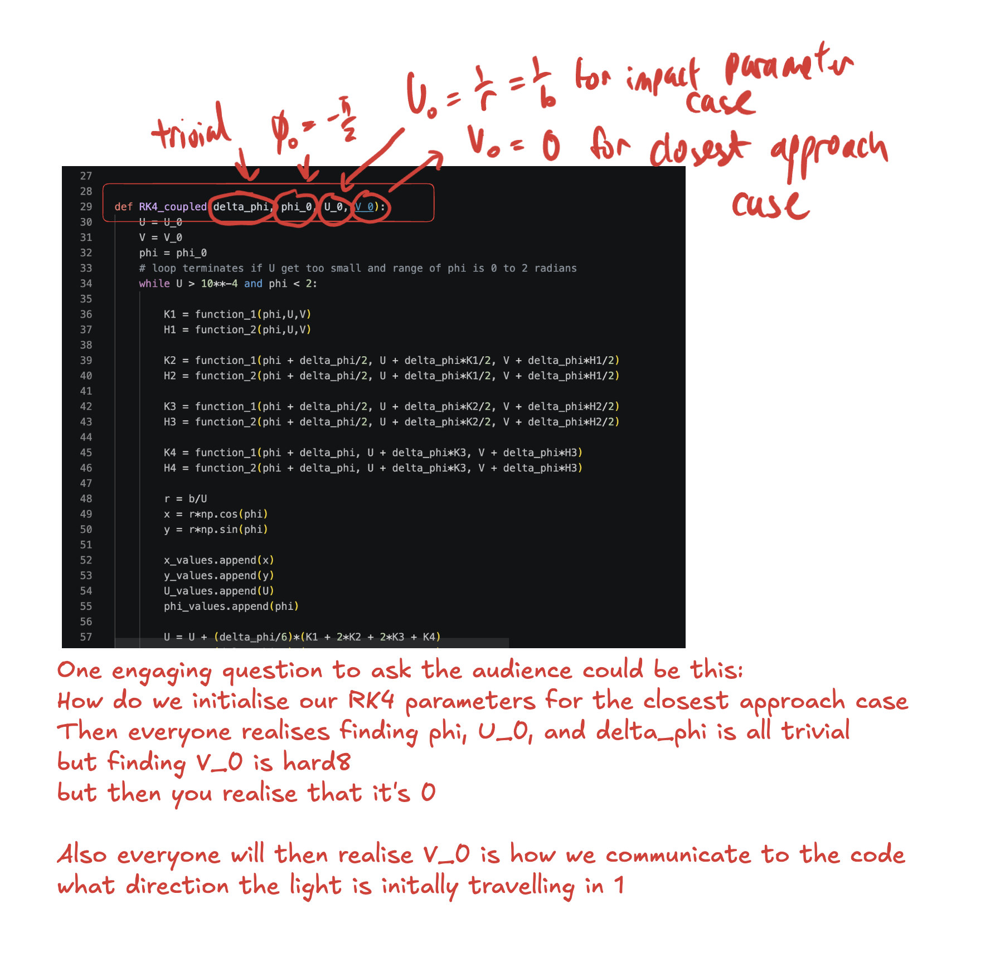 U₀ = 1/r = 1/b for impact parameter
case
trivial ϕ₀ = -π/2
V₀ = 0 for closest approach
case
27
28
29 def RK4_coupled(delta_phi, phi_0, U_0, V_0):
30 U = U_0
31 V = V_0
32 phi = phi_0
33 # loop terminates if U get too small and range of phi is 0 to 2 radians
34 while U > 10**-4 and phi < 2:
35
36 K1 = function_1(phi,U,V)
37 H1 = function_2(phi,U,V)
38
39 K2 = function_1(phi + delta_phi/2, U + delta_phi*K1/2, V + delta_phi*H1/2)
40 H2 = function_2(phi + delta_phi/2, U + delta_phi*K1/2, V + delta_phi*H1/2)
41
42 K3 = function_1(phi + delta_phi/2, U + delta_phi*K2/2, V + delta_phi*H2/2)
43 H3 = function_2(phi + delta_phi/2, U + delta_phi*K2/2, V + delta_phi*H2/2)
44
45 K4 = function_1(phi + delta_phi, U + delta_phi*K3, V + delta_phi*H3)
46 H4 = function_2(phi + delta_phi, U + delta_phi*K3, V + delta_phi*H3)
47
48 r = b/U
49 x = r*np.cos(phi)
50 y = r*np.sin(phi)
51
52 x_values.append(x)
53 y_values.append(y)
54 U_values.append(U)
55 phi_values.append(phi)
56
57 U = U + (delta_phi/6)*(K1 + 2*K2 + 2*K3 + K4)
One engaging question to ask the audience could be this:
How do we initialise our RK4 parameters for the closest approach case
Then everyone realises finding phi, U_0, and delta_phi is all trivial
but finding V_0 is hard8
but then you realise that it's 0
Also everyone will then realise V_0 is how we communicate to the code
what direction the light is initally travelling in 1